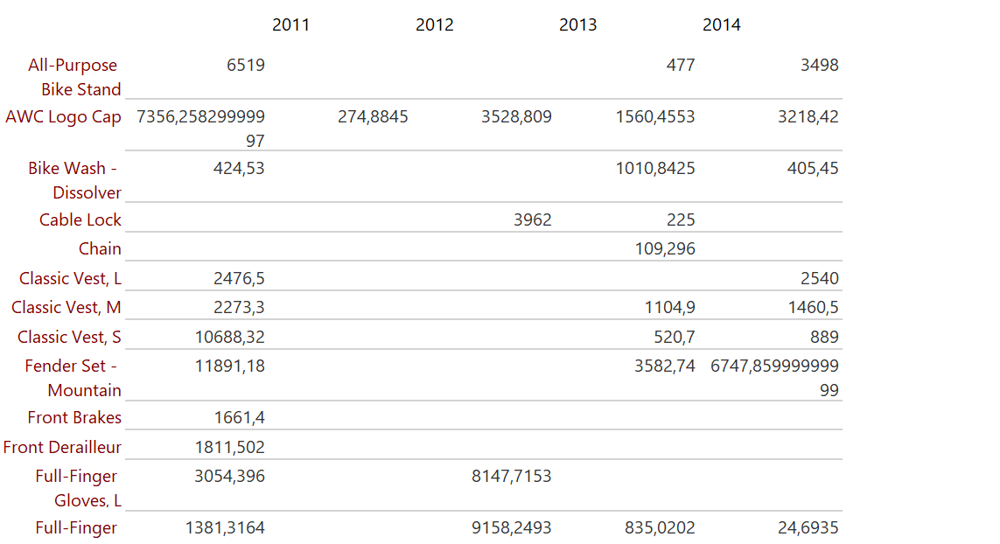 2011 2012 2013 2014
All-Purpose 6519 477 3498
Bike Stand
AWC Logo Cap 7356,258299999 274,8845 3528,809 1560,4553 3218,42
97
Bike Wash - 424,53 1010,8425 405,45
Dissolver
Cable Lock 3962 225
Chain 109,296
Classic Vest, L 2476,5 2540
Classic Vest, M 2273,3 1104,9 1460,5
Classic Vest, S 10688,32 520,7 889
Fender Set - 11891,18 3582,74 6747,859999999
Mountain 99
Front Brakes 1661,4
Front Derailleur 1811,502
Full-Finger 3054,396 8147,7153
Gloves, L
Full-Finger 1381,3164 9158,2493 835,0202 24,6935